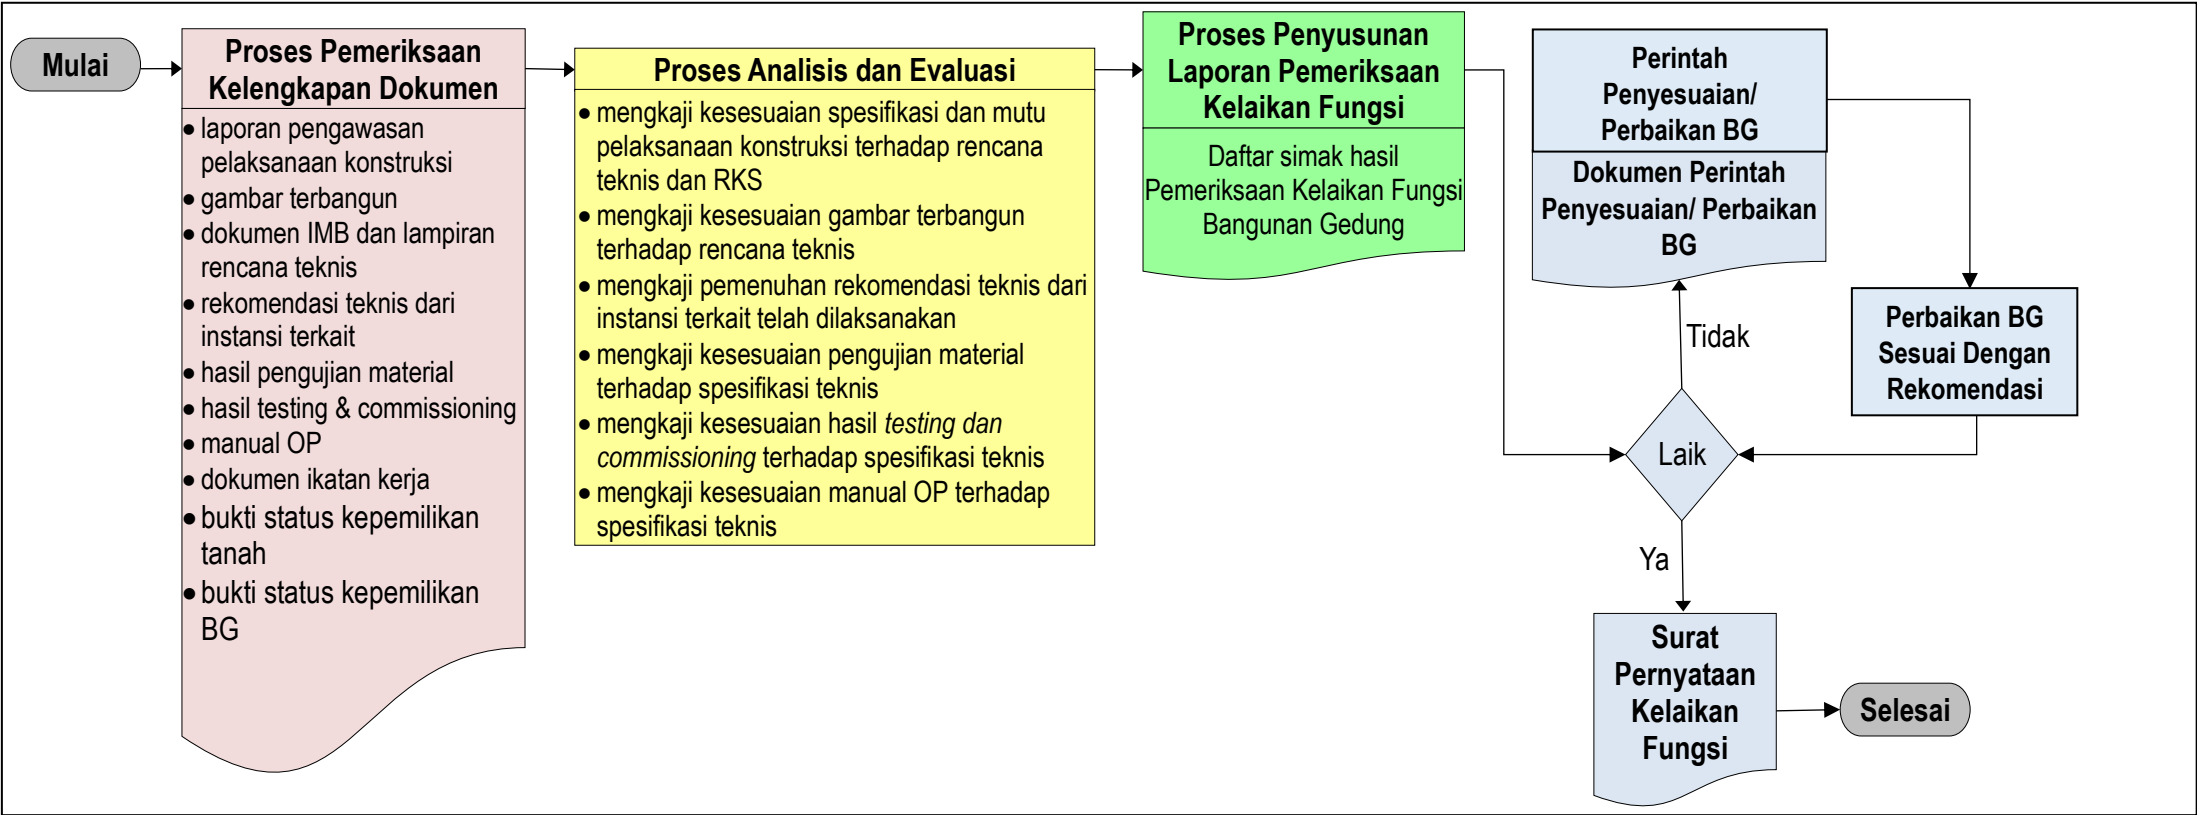 Mulai
Proses Pemeriksaan
Kelengkapan Dokumen
• laporan pengawasan
pelaksanaan konstruksi
• gambar terbangun
• dokumen IMB dan lampiran
rencana teknis
• rekomendasi teknis dari
instansi terkait
• hasil pengujian material
• hasil testing & commissioning
• manual OP
• dokumen ikatan kerja
• bukti status kepemilikan
tanah
• bukti status kepemilikan
BG
Proses Analisis dan Evaluasi
• mengkaji kesesuaian spesifikasi dan mutu
pelaksanaan konstruksi terhadap rencana
teknis dan RKS
• mengkaji kesesuaian gambar terbangun
terhadap rencana teknis
• mengkaji pemenuhan rekomendasi teknis dari
instansi terkait telah dilaksanakan
• mengkaji kesesuaian pengujian material
terhadap spesifikasi teknis
• mengkaji kesesuaian hasil testing dan
commissioning terhadap spesifikasi teknis
• mengkaji kesesuaian manual OP terhadap
spesifikasi teknis
Proses Penyusunan
Laporan Pemeriksaan
Kelaikan Fungsi
Daftar simak hasil
Pemeriksaan Kelaikan Fungsi
Bangunan Gedung
Perintah
Penyesuaian/
Perbaikan BG
Dokumen Perintah
Penyesuaian/ Perbaikan
BG
Perbaikan BG
Sesuai Dengan
Rekomendasi
Tidak
Laik
Ya
Surat
Pernyataan
Kelaikan
Fungsi
Selesai